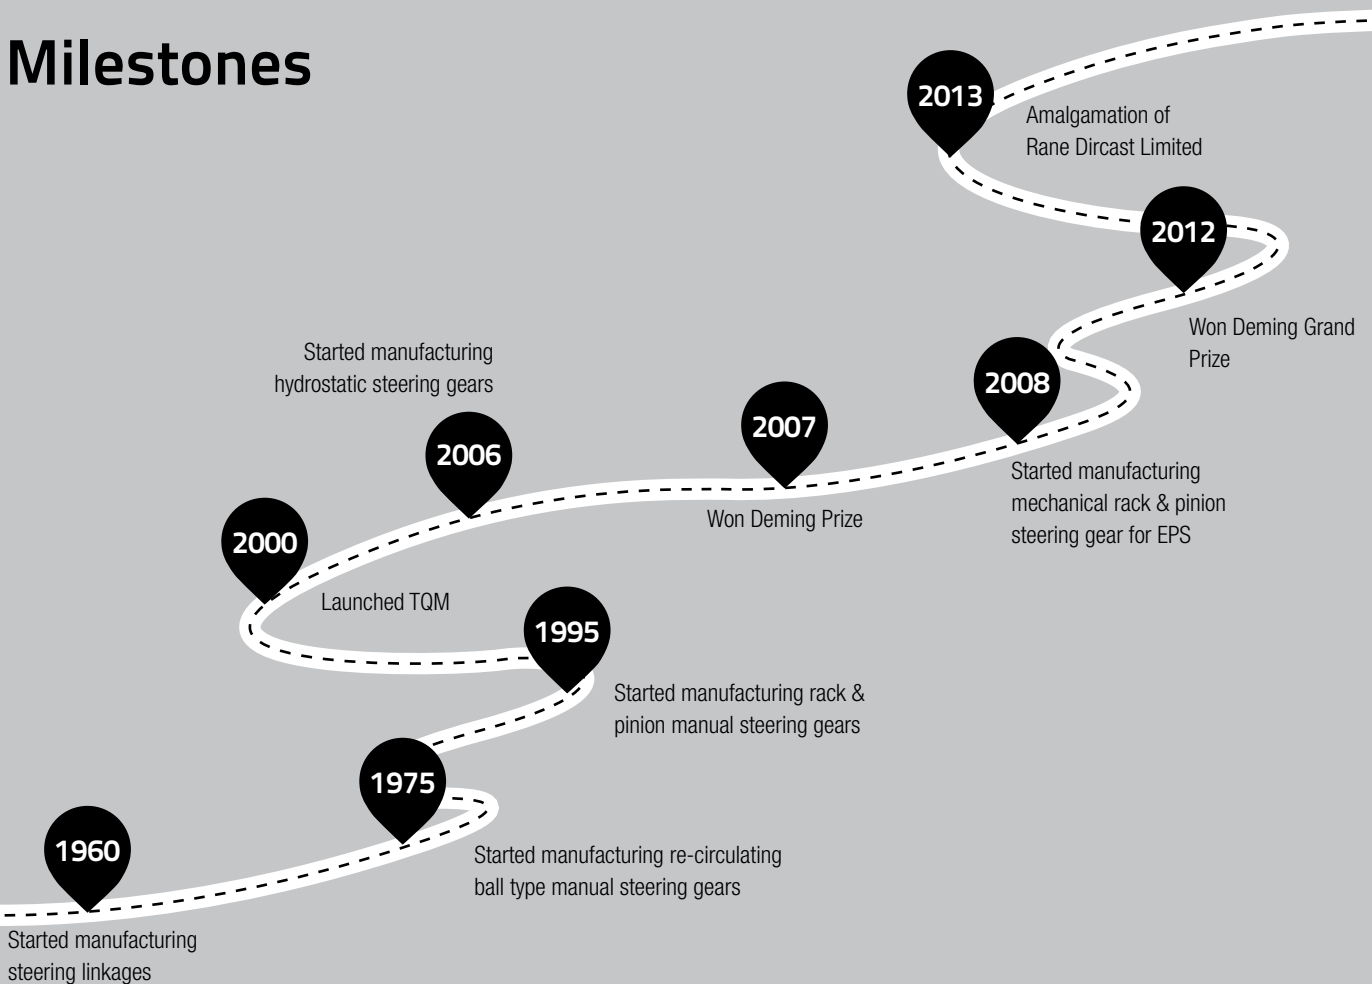 Milestones
2013
Amalgamation of
Rane Dircast Limited
2012
Won Deming Grand
Prize
2008
Started manufacturing
mechanical rack & pinion
steering gear for EPS
2007
Won Deming Prize
Started manufacturing
hydrostatic steering gears
2006
2000
Launched TQM
1995
Started manufacturing rack &
pinion manual steering gears
1975
Started manufacturing re-circulating
ball type manual steering gears
1960
Started manufacturing
steering linkages